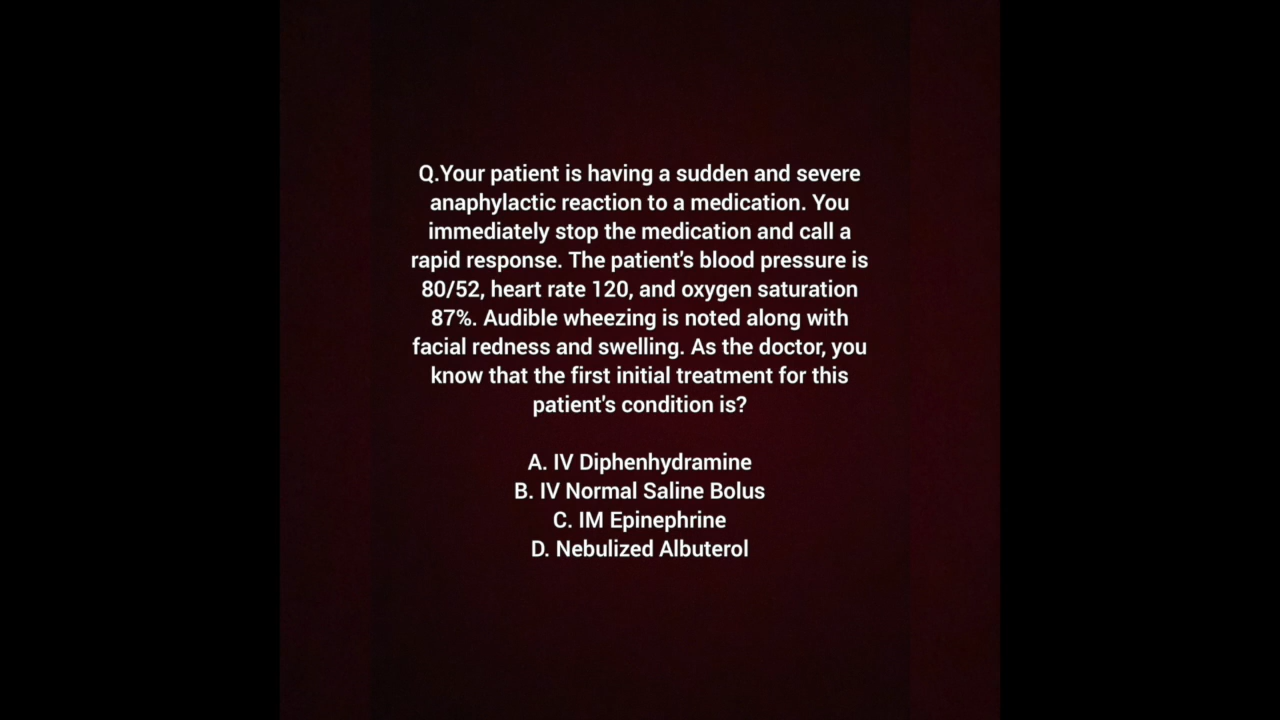 Q.Your patient is having a sudden and severe
anaphylactic reaction to a medication. You
immediately stop the medication and call a
rapid response. The patient's blood pressure is
80/52, heart rate 120, and oxygen saturation
87%. Audible wheezing is noted along with
facial redness and swelling. As the doctor, you
know that the first initial treatment for this
patient's condition is?
A. IV Diphenhydramine
B. IV Normal Saline Bolus
C. IM Epinephrine
D. Nebulized Albuterol